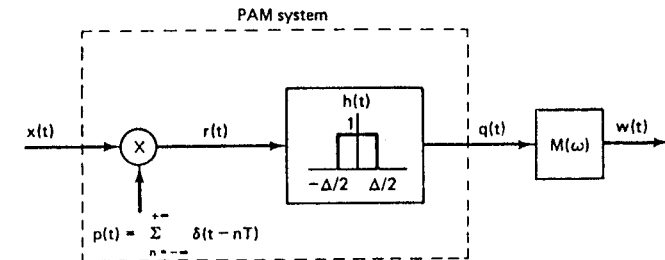 PAM system
h(t)
1
x(t)
r(t)
q(t)
w(t)
X
M(ω)
-Δ/2 Δ/2
+∞
p(t) = Σ δ(t - nT)
n = -∞